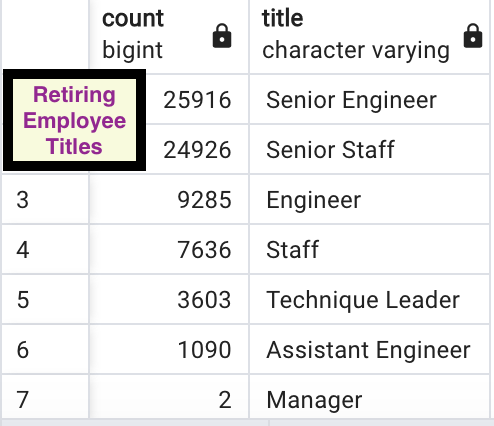 count title
bigint character varying
Retiring
Employee
Titles
25916 Senior Engineer
24926 Senior Staff
3 9285 Engineer
4 7636 Staff
5 3603 Technique Leader
6 1090 Assistant Engineer
7 2 Manager